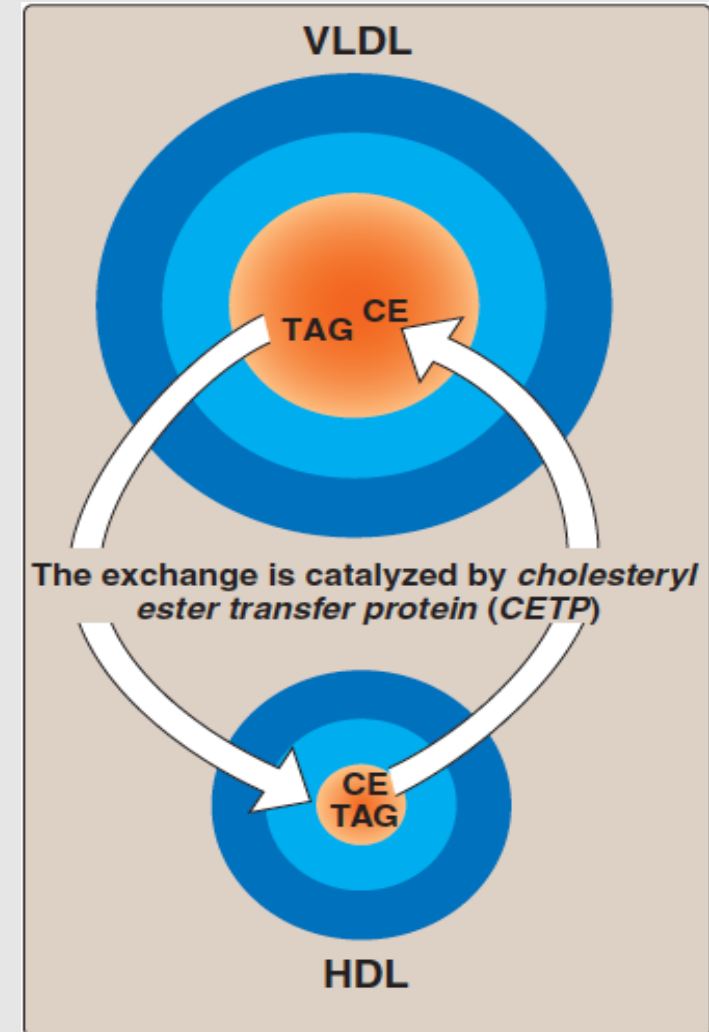 VLDL
TAG CE
The exchange is catalyzed by cholesteryl
ester transfer protein (CETP)
CE
TAG
HDL